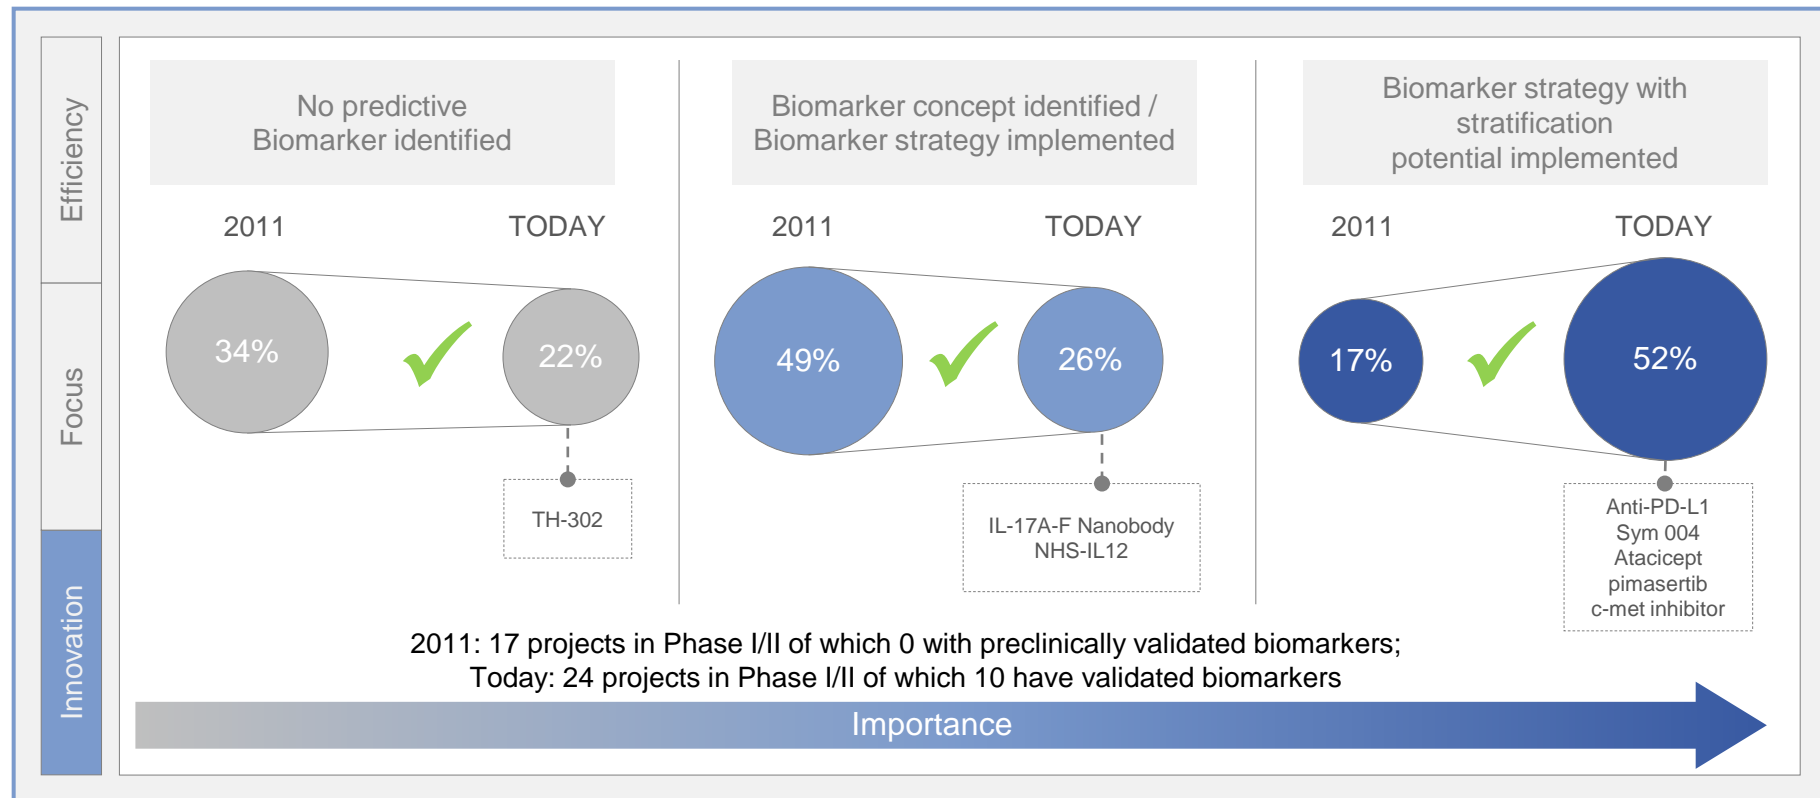 Efficiency
Focus
Innovation
No predictive
Biomarker identified
2011
TODAY
34%
22%
TH-302
Biomarker concept identified /
Biomarker strategy implemented
2011
TODAY
49%
26%
IL-17A-F Nanobody
NHS-IL12
Biomarker strategy with
stratification
potential implemented
2011
TODAY
17%
52%
Anti-PD-L1
Sym 004
Atacicept
pimasertib
c-met inhibitor
2011: 17 projects in Phase I/II of which 0 with preclinically validated biomarkers;
Today: 24 projects in Phase I/II of which 10 have validated biomarkers
Importance